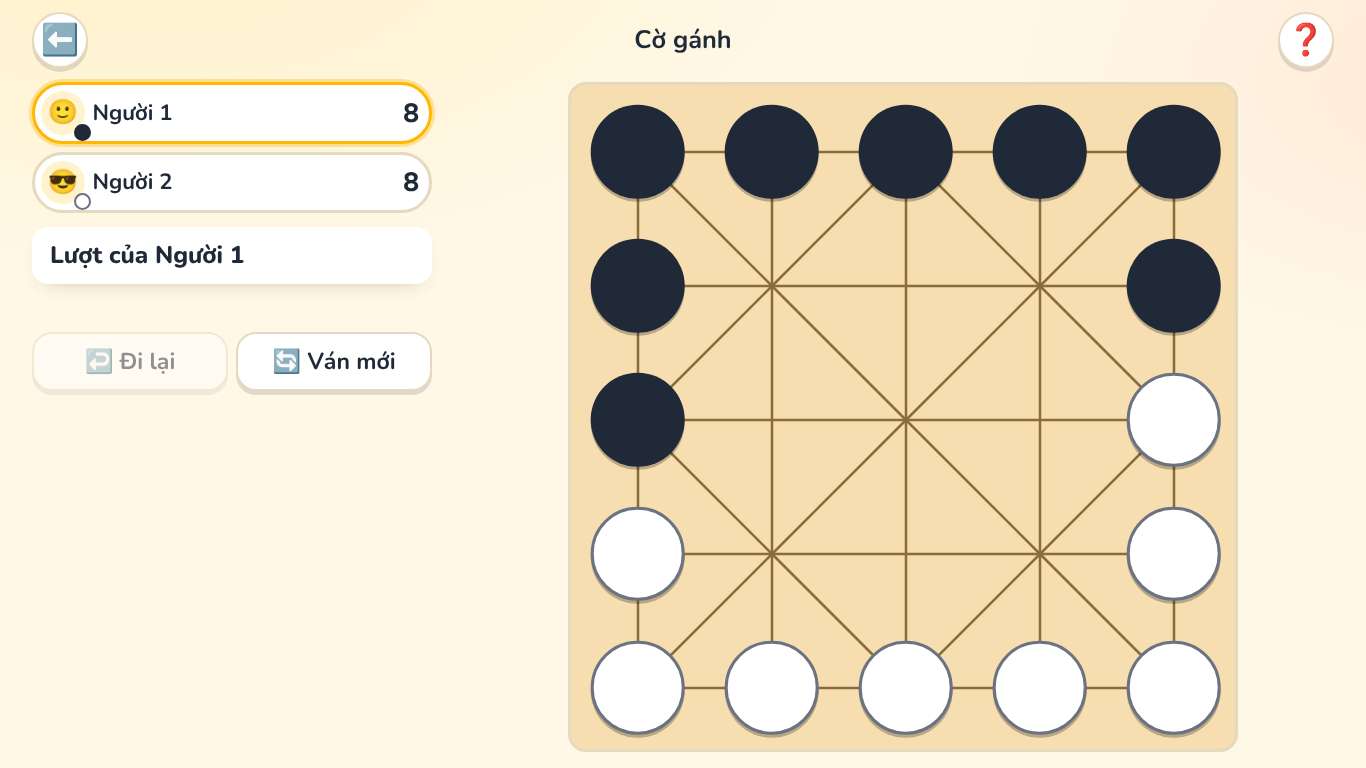 Cờ gánh
Người 1
8
Người 2
8
Lượt của Người 1
Đi lại
Ván mới